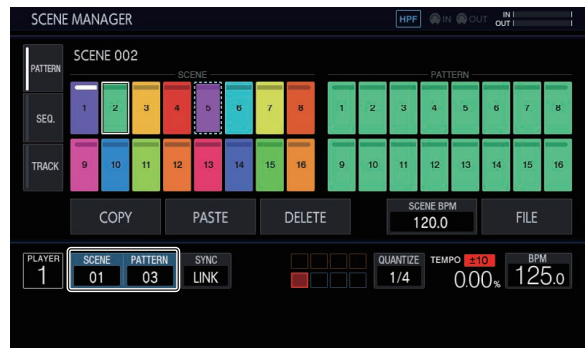 SCENE MANAGER
HPF IN OUT IN OUT
PATTERN
SEQ.
TRACK
SCENE 002
SCENE
1 2 3 4 5 6 7 8
9 10 11 12 13 14 15 16
PATTERN
1 2 3 4 5 6 7 8
9 10 11 12 13 14 15 16
COPY PASTE DELETE
SCENE BPM
120.0
FILE
PLAYER
1
SCENE
01
PATTERN
03
SYNC
LINK
QUANTIZE
1/4
TEMPO ±10
0.00%
BPM
125.0